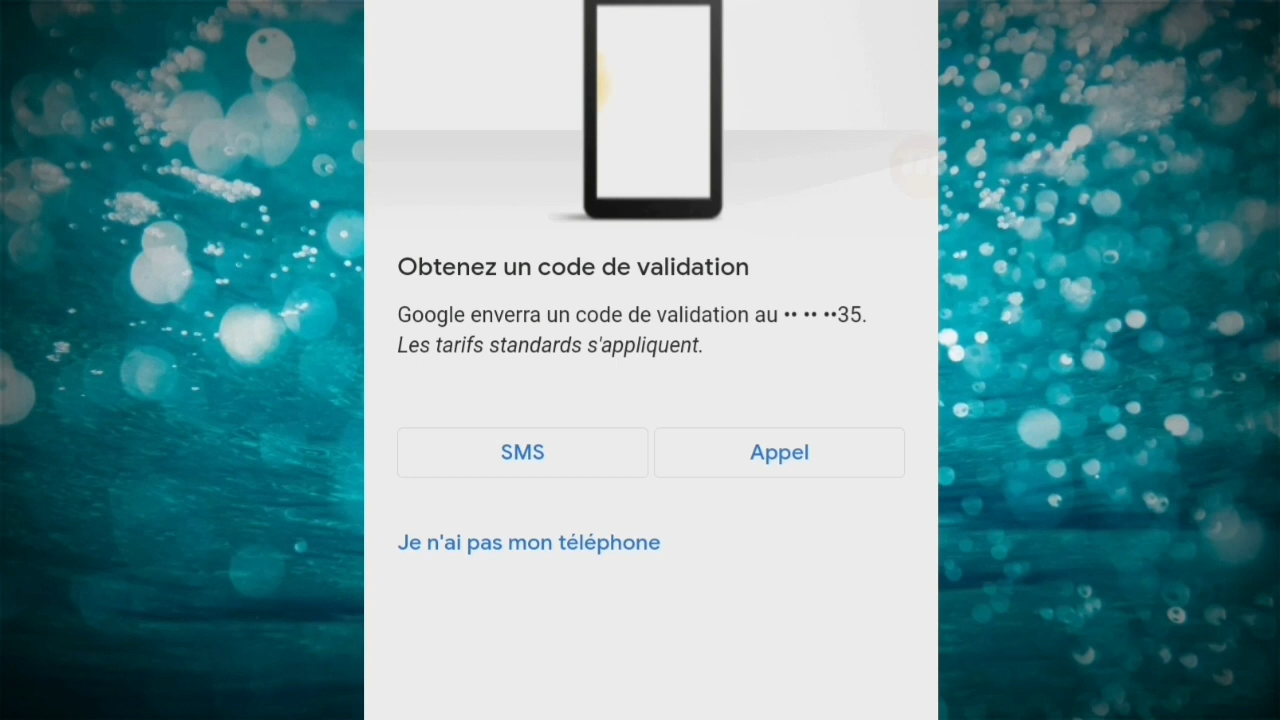 Obtenez un code de validation
Google enverra un code de validation au •• •• ••35.
Les tarifs standards s'appliquent.
SMS
Appel
Je n'ai pas mon téléphone